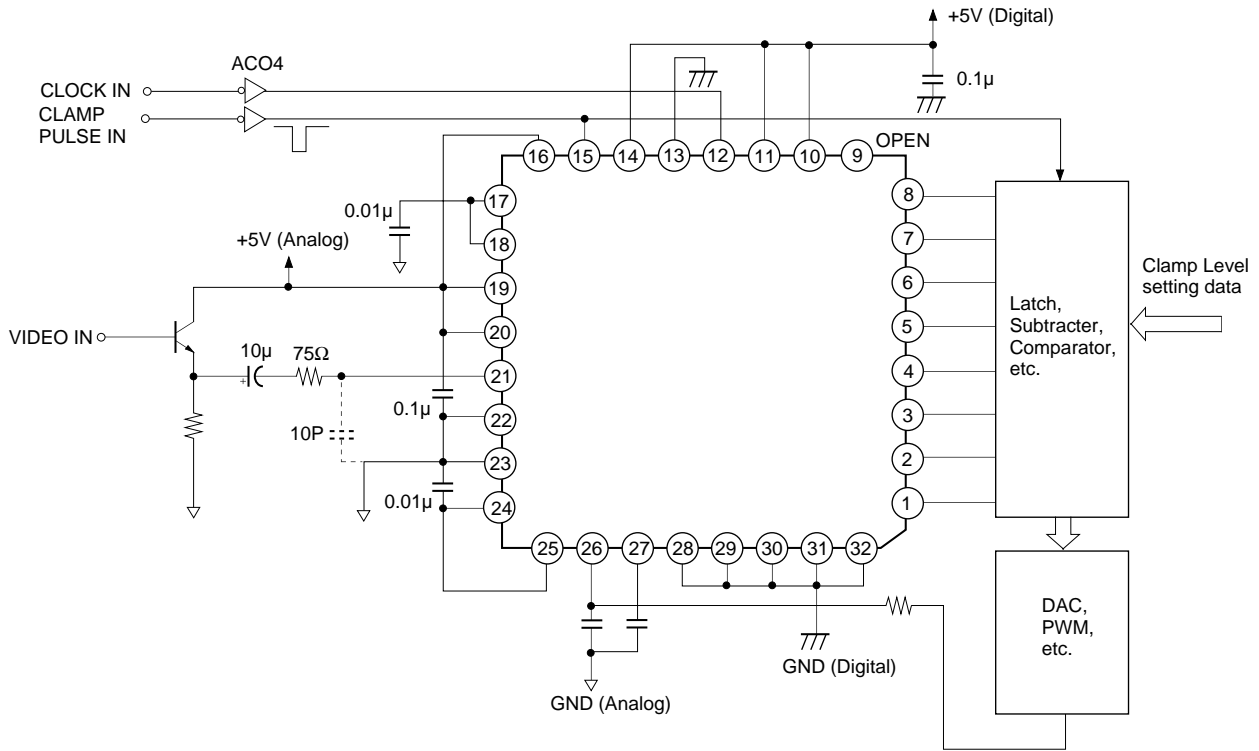 +5V (Digital)
ACO4
0.1µ
CLOCK IN
CLAMP
PULSE IN
OPEN
16
15
14
13
12
11
10
9
17
0.01µ
18
+5V (Analog)
19
20
VIDEO IN
10µ
75Ω
21
0.1µ
22
10P
23
0.01µ
24
8
7
6
5
4
3
2
1
Latch,
Subtracter,
Comparator,
etc.
Clamp Level
setting data
25
26
27
28
29
30
31
32
DAC,
PWM,
etc.
GND (Digital)
GND (Analog)